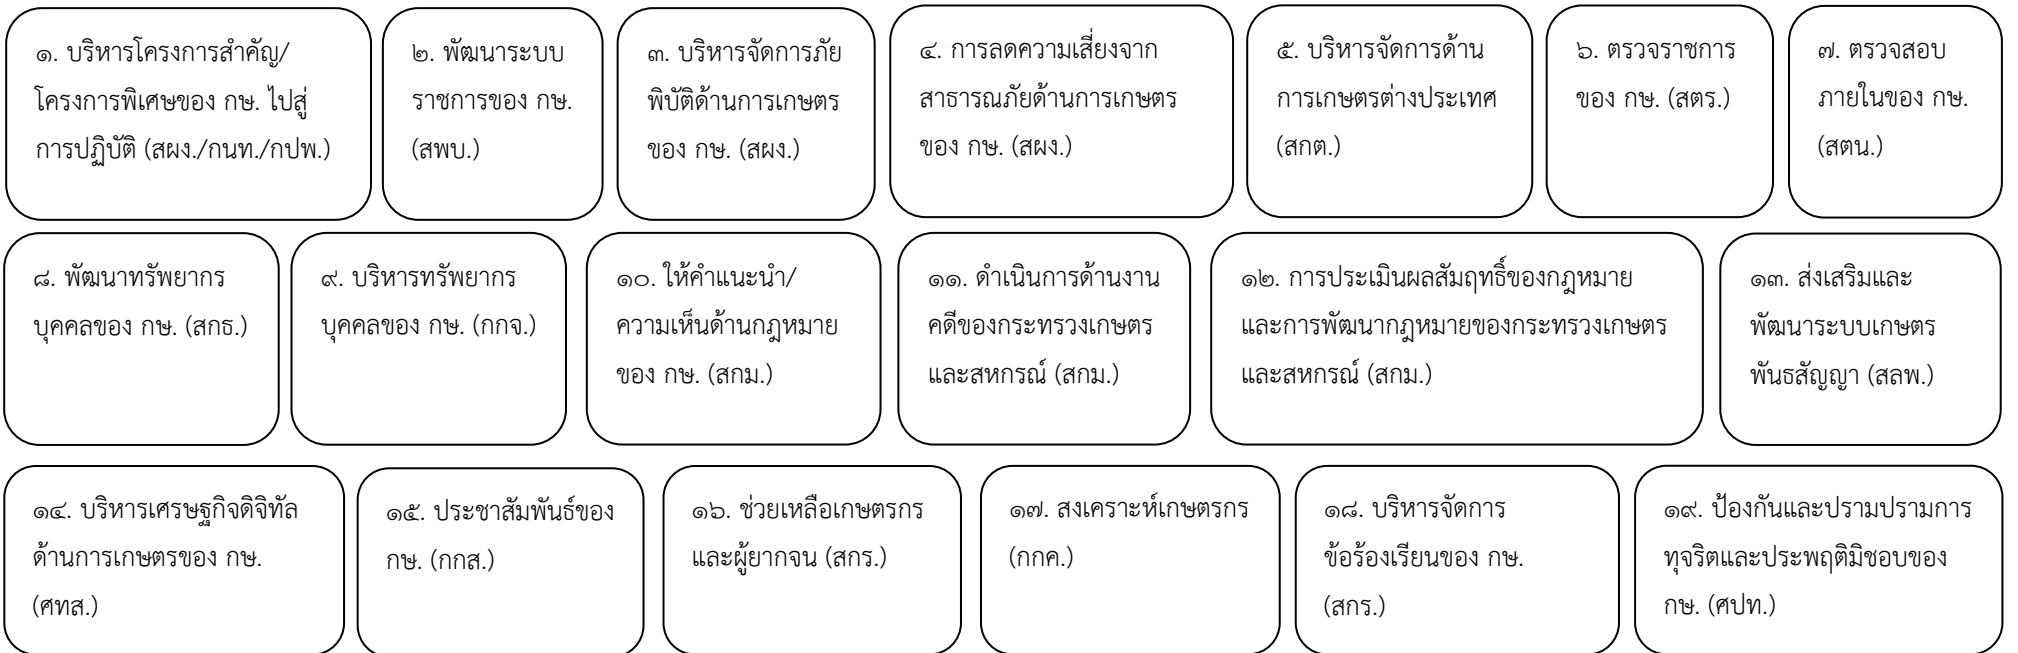 ๑. บริหารโครงการสำคัญ/
โครงการพิเศษของ กษ. ไปสู่
การปฏิบัติ (สผง./กนท./กปพ.)
๒. พัฒนาระบบ
ราชการของ กษ.
(สพบ.)
๓. บริหารจัดการภัย
พิบัติด้านการเกษตร
ของ กษ. (สผง.)
๔. การลดความเสี่ยงจาก
สาธารณภัยด้านการเกษตร
ของ กษ. (สผง.)
๕. บริหารจัดการด้าน
การเกษตรต่างประเทศ
(สกต.)
๖. ตรวจราชการ
ของ กษ. (สตร.)
๗. ตรวจสอบ
ภายในของ กษ.
(สตน.)
๘. พัฒนาทรัพยากร
บุคคลของ กษ. (สกธ.)
๙. บริหารทรัพยากร
บุคคลของ กษ. (กกจ.)
๑๐. ให้คำแนะนำ/
ความเห็นด้านกฎหมาย
ของ กษ. (สกม.)
๑๑. ดำเนินการด้านงาน
คดีของกระทรวงเกษตร
และสหกรณ์ (สกม.)
๑๒. การประเมินผลสัมฤทธิ์ของกฎหมาย
และการพัฒนากฎหมายของกระทรวงเกษตร
และสหกรณ์ (สกม.)
๑๓. ส่งเสริมและ
พัฒนาระบบเกษตร
พันธสัญญา (สลพ.)
๑๔. บริหารเศรษฐกิจดิจิทัล
ด้านการเกษตรของ กษ.
(ศทส.)
๑๕. ประชาสัมพันธ์ของ
กษ. (กกส.)
๑๖. ช่วยเหลือเกษตรกร
และผู้ยากจน (สกร.)
๑๗. สงเคราะห์เกษตรกร
(กกค.)
๑๘. บริหารจัดการ
ข้อร้องเรียนของ กษ.
(สกร.)
๑๙. ป้องกันและปรามปรามการ
ทุจริตและประพฤติมิชอบของ
กษ. (ศปท.)